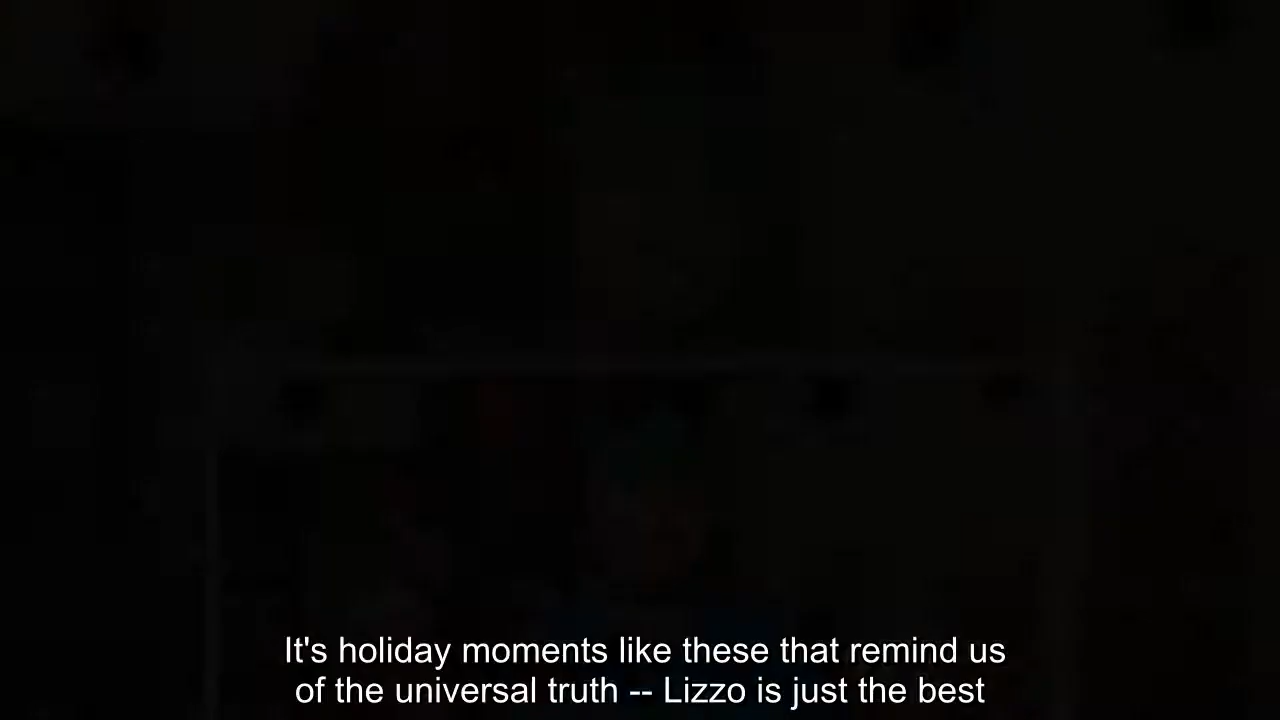 It's holiday moments like these that remind us
of the universal truth -- Lizzo is just the best